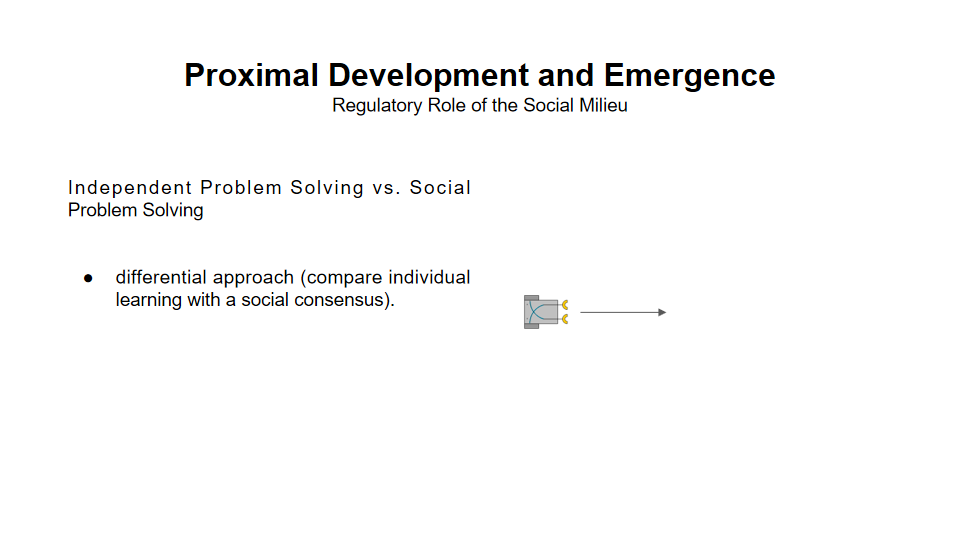 Proximal Development and Emergence
Regulatory Role of the Social Milieu
Independent Problem Solving vs. Social
Problem Solving
● differential approach (compare individual
learning with a social consensus).